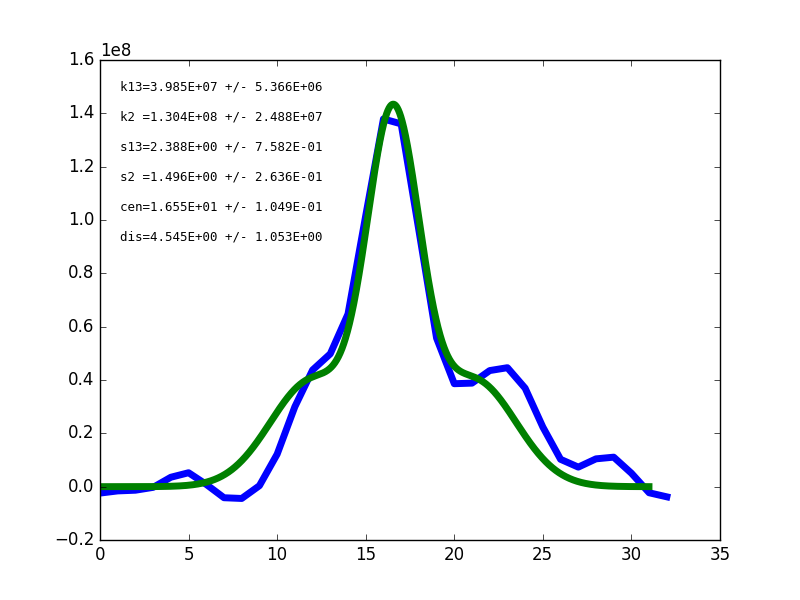 1e8
1.6
1.4
1.2
1.0
0.8
0.6
0.4
0.2
0.0
−0.2
k13=3.985E+07 +/- 5.366E+06
k2 =1.304E+08 +/- 2.488E+07
s13=2.388E+00 +/- 7.582E-01
s2 =1.496E+00 +/- 2.636E-01
cen=1.655E+01 +/- 1.049E-01
dis=4.545E+00 +/- 1.053E+00
0 5 10 15 20 25 30 35